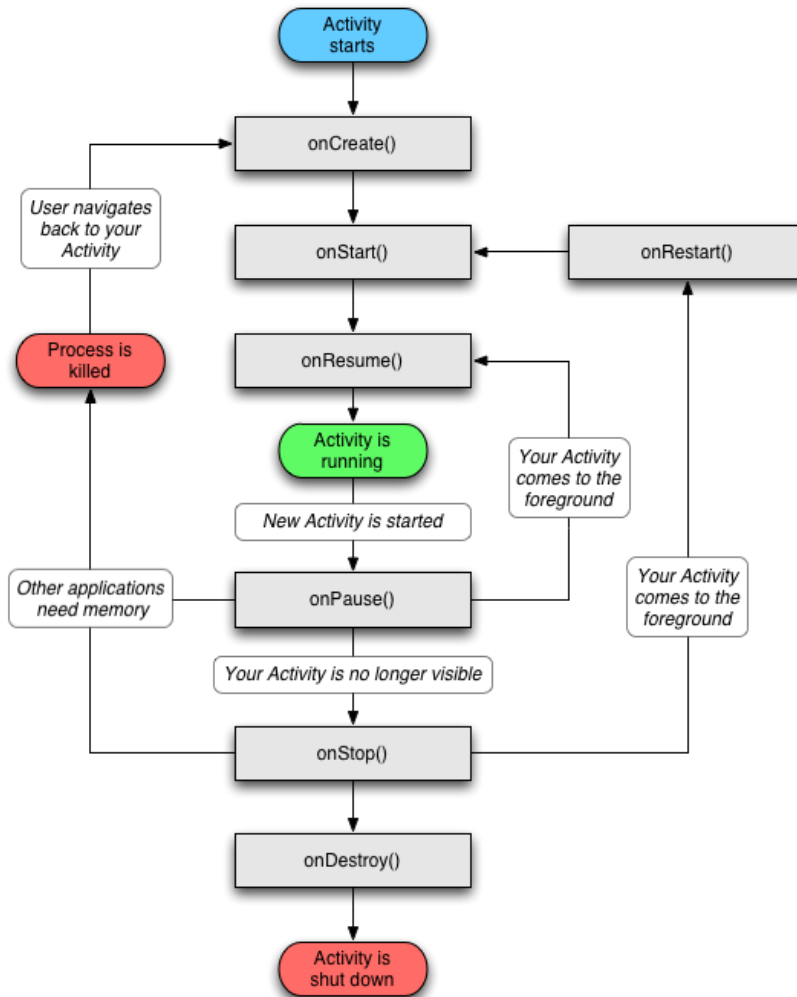 Activity
starts
onCreate()
User navigates
back to your
Activity
onStart()
onRestart()
Process is
killed
onResume()
Activity is
running
Your Activity
comes to the
foreground
New Activity is started
Other applications
need memory
onPause()
Your Activity
comes to the
foreground
Your Activity is no longer visible
onStop()
onDestroy()
Activity is
shut down